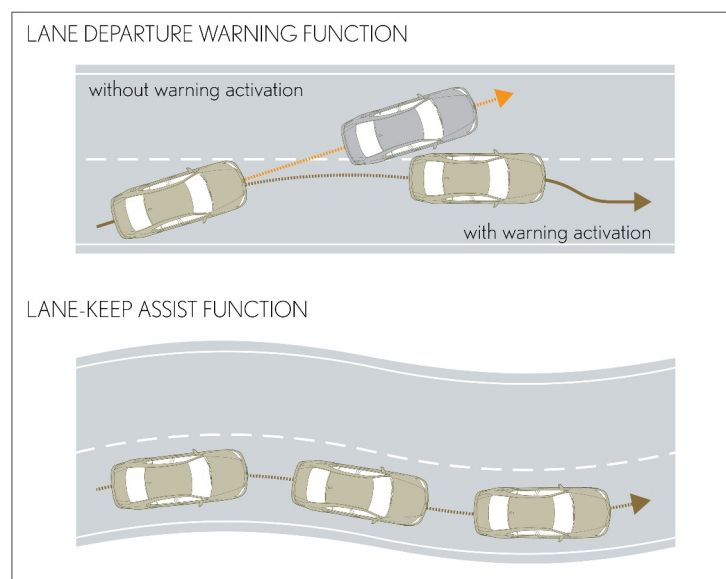 LANE DEPARTURE WARNING FUNCTION
without warning activation
with warning activation
LANE-KEEP ASSIST FUNCTION